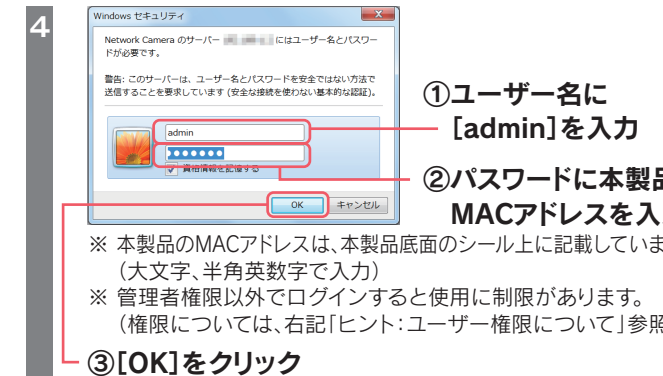 4
Windows セキュリティ
Network Camera のサーバー にはユーザー名とパスワー
ドが必要です。
警告: このサーバーは、ユーザー名とパスワードを安全ではない方法で
送信することを要求しています (安全な接続を使わない基本的な認証)。
admin
資格情報を記憶する
OK キャンセル
①ユーザー名に
[admin]を入力
②パスワードに本製品
MACアドレスを入
※ 本製品のMACアドレスは、本製品底面のシール上に記載していま
(大文字、半角英数字で入力)
※ 管理者権限以外でログインすると使用に制限があります。
(権限については、右記「ヒント:ユーザー権限について」参照
③[OK]をクリック